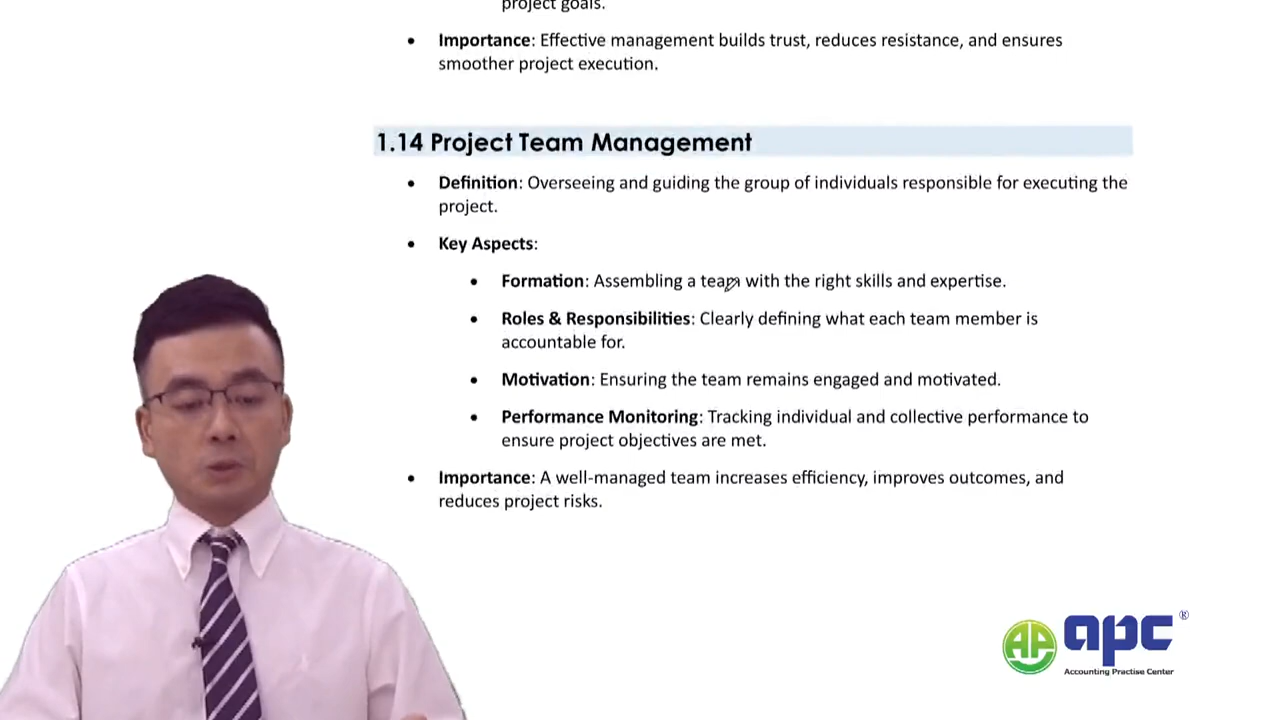 project goals.
• Importance: Effective management builds trust, reduces resistance, and ensures
smoother project execution.
1.14 Project Team Management
• Definition: Overseeing and guiding the group of individuals responsible for executing the
project.
• Key Aspects:
• Formation: Assembling a team with the right skills and expertise.
• Roles & Responsibilities: Clearly defining what each team member is
accountable for.
• Motivation: Ensuring the team remains engaged and motivated.
• Performance Monitoring: Tracking individual and collective performance to
ensure project objectives are met.
• Importance: A well-managed team increases efficiency, improves outcomes, and
reduces project risks.
AP apc ®
Accounting Practise Center